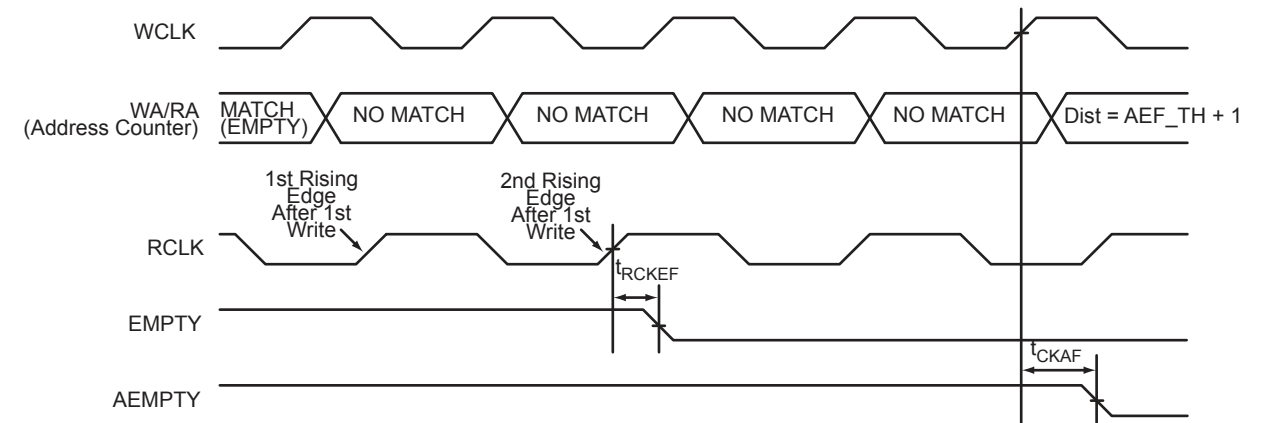 WCLK
WA/RA
(Address Counter)
MATCH
(EMPTY)
NO MATCH
NO MATCH
NO MATCH
NO MATCH
Dist = AEF_TH + 1
1st Rising
Edge
After 1st
Write
2nd Rising
Edge
After 1st
Write
RCLK
tRCKEF
EMPTY
tCKAF
AEMPTY